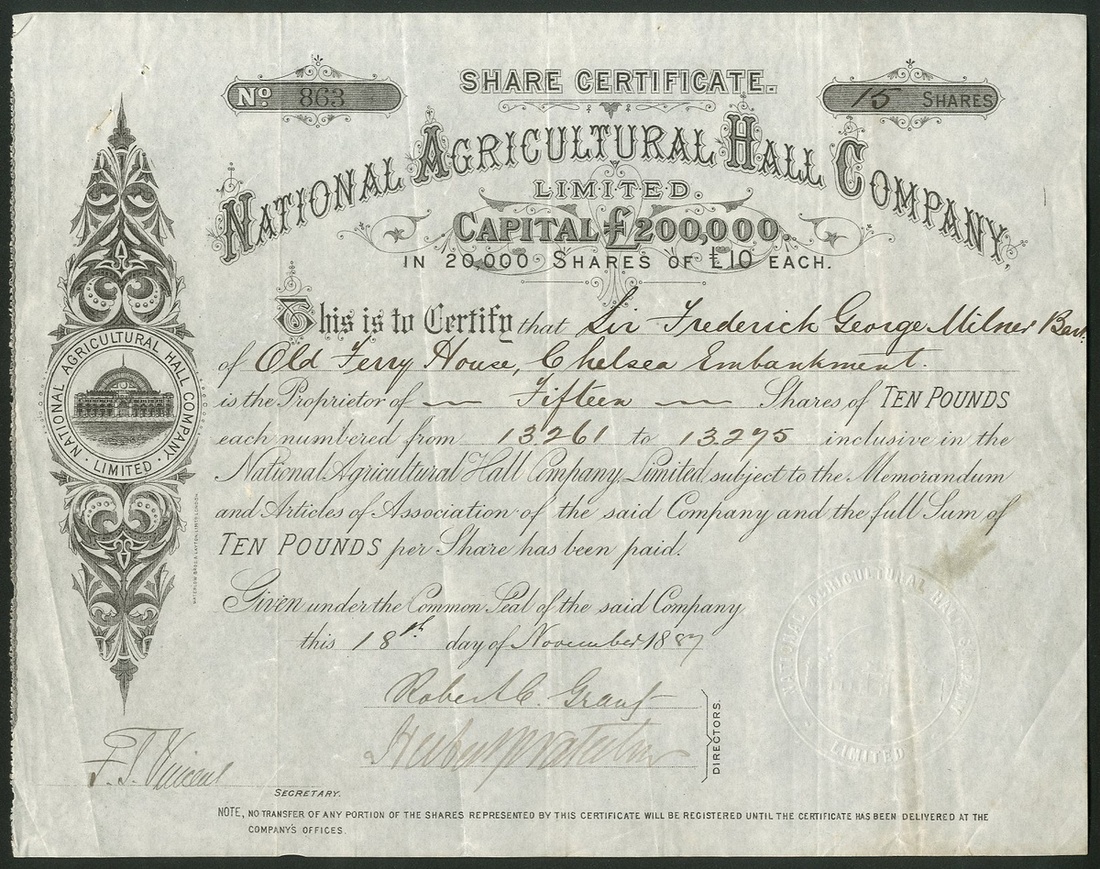 SHARE CERTIFICATE.
No. 863
15 SHARES
NATIONAL AGRICULTURAL HALL COMPANY,
LIMITED.
CAPITAL £200,000.
IN 20,000 SHARES OF £10 EACH.
This is to Certify that Sir Frederick George Milner Bart.
of Old Ferry House, Chelsea Embankment.
is the Proprietor of Fifteen Shares of TEN POUNDS
each numbered from 13261 to 13275 inclusive in the
National Agricultural Hall Company, Limited, subject to the Memorandum
and Articles of Association of the said Company and the full Sum of
TEN POUNDS per Share has been paid.
Given under the Common Seal of the said Company
this 18th day of November 1887
Robert C. Grant
DIRECTORS.
F. T. Vincent
SECRETARY.
NOTE, NO TRANSFER OF ANY PORTION OF THE SHARES REPRESENTED BY THIS CERTIFICATE WILL BE REGISTERED UNTIL THE CERTIFICATE HAS BEEN DELIVERED AT THE
COMPANY'S OFFICES.
NATIONAL AGRICULTURAL HALL COMPANY
· LIMITED ·
NATIONAL AGRICULTURAL HALL COMPANY
LIMITED